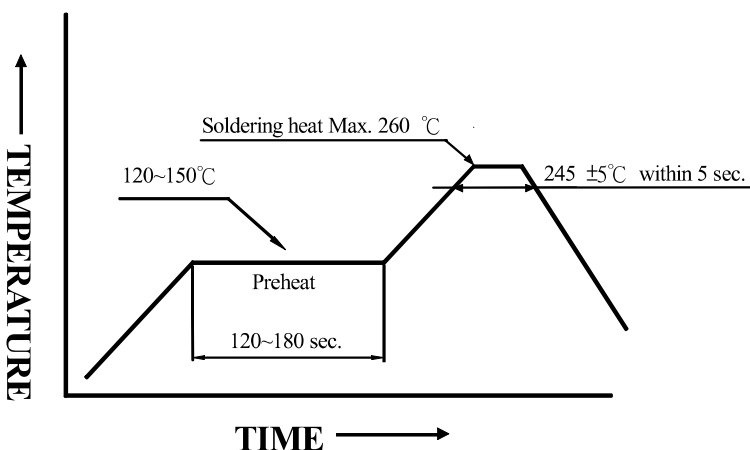 Soldering heat Max. 260 ℃
120~150℃
245 ±5℃ within 5 sec.
Preheat
120~180 sec.
TEMPERATURE
TIME